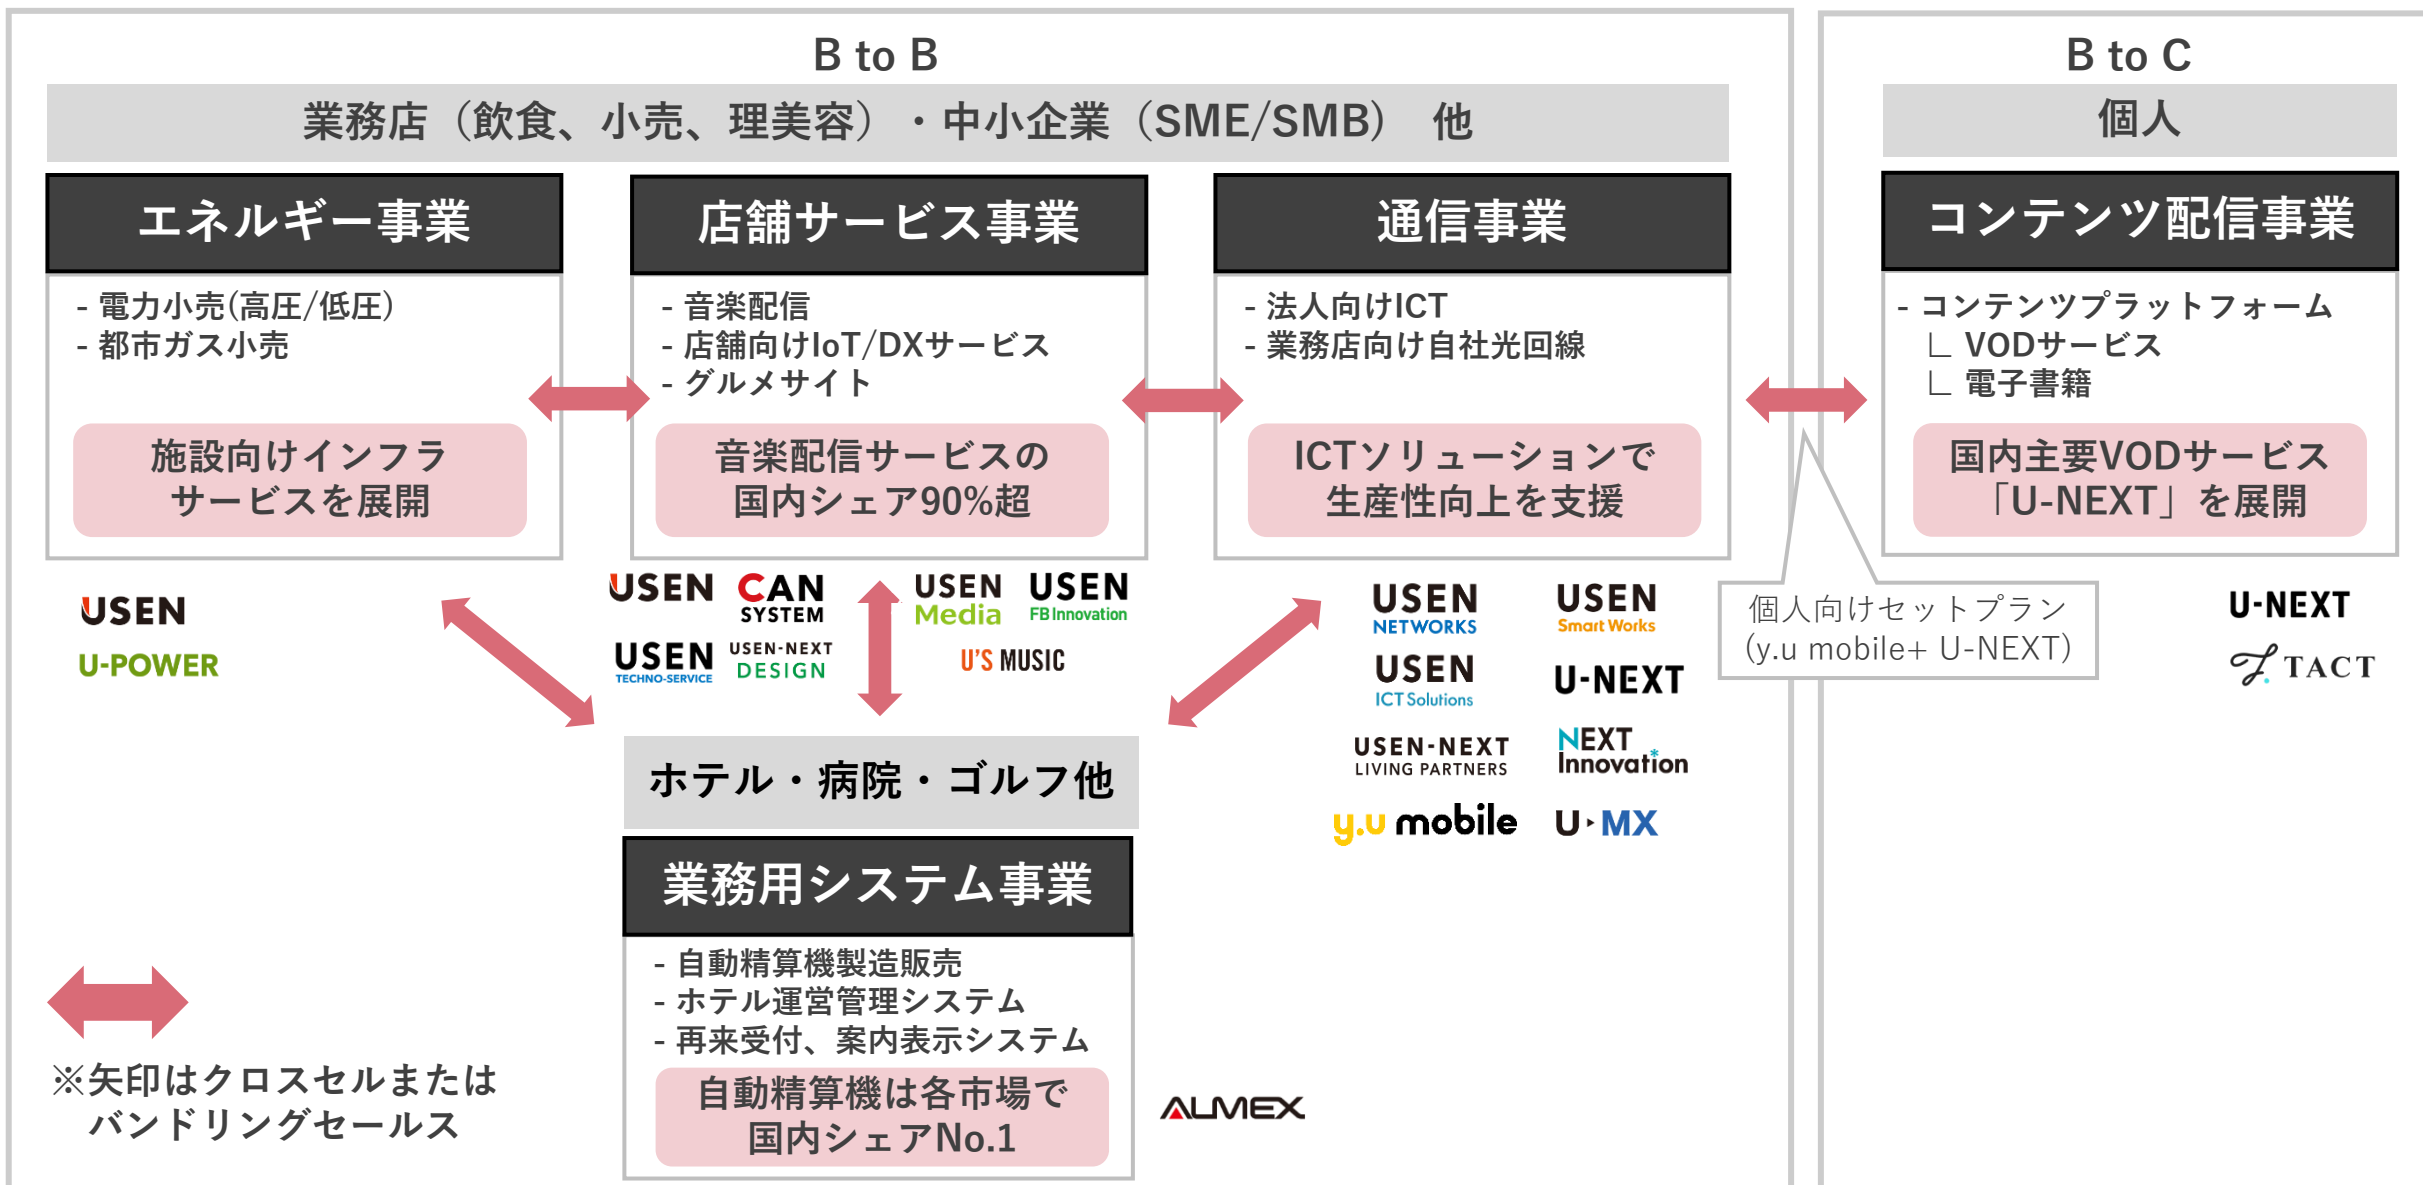 B to B
業務店（飲食、小売、理美容）・中小企業（SME/SMB） 他
エネルギー事業
- 電力小売(高圧/低圧)
- 都市ガス小売
施設向けインフラ
サービスを展開
USEN
U-POWER
店舗サービス事業
- 音楽配信
- 店舗向けIoT/DXサービス
- グルメサイト
音楽配信サービスの
国内シェア90%超
USEN
CAN
SYSTEM
USEN
Media
USEN
FB Innovation
USEN
TECHNO-SERVICE
USEN-NEXT
DESIGN
U'S MUSIC
通信事業
- 法人向けICT
- 業務店向け自社光回線
ICTソリューションで
生産性向上を支援
USEN
NETWORKS
USEN
Smart Works
USEN
ICT Solutions
U-NEXT
USEN-NEXT
LIVING PARTNERS
NEXT
Innovation
y.u mobile
U MX
ホテル・病院・ゴルフ他
業務用システム事業
- 自動精算機製造販売
- ホテル運営管理システム
- 再来受付、案内表示システム
自動精算機は各市場で
国内シェアNo.1
ALMEX
※矢印はクロスセルまたは
バンドリングセールス
個人向けセットプラン
(y.u mobile+ U-NEXT)
B to C
個人
コンテンツ配信事業
- コンテンツプラットフォーム
∟ VODサービス
∟ 電子書籍
国内主要VODサービス
「U-NEXT」を展開
U-NEXT
TACT